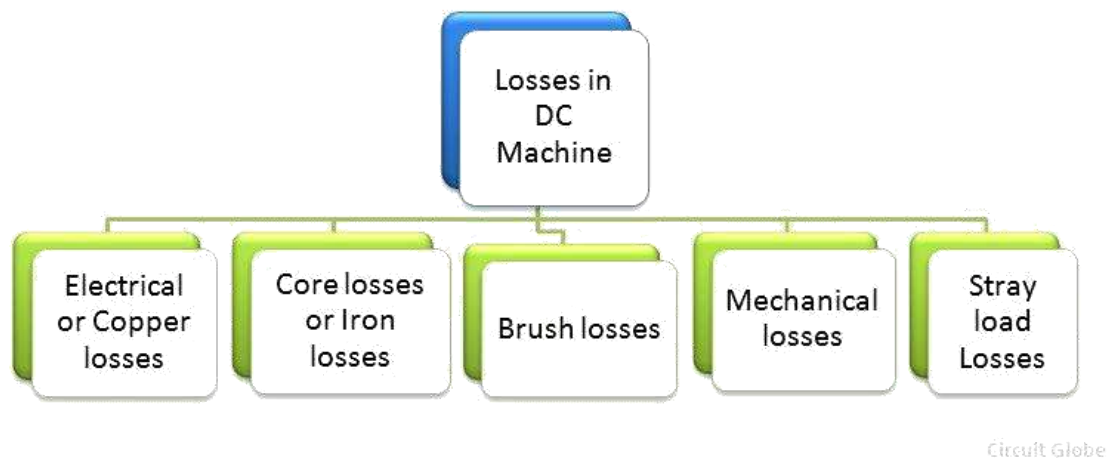 Losses in
DC
Machine
Electrical
or Copper
losses
Core losses
or Iron
losses
Brush losses
Mechanical
losses
Stray
load
Losses
Circuit Globe